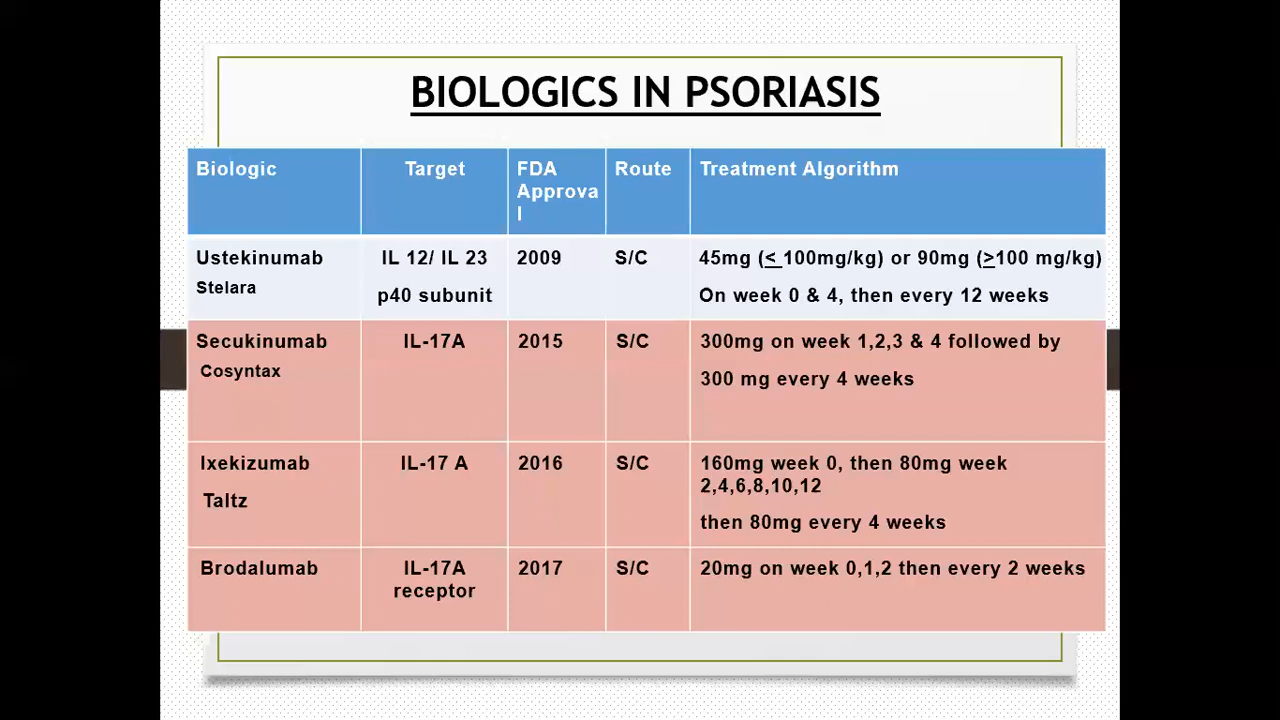 BIOLOGICS IN PSORIASIS
Biologic
Target
FDA
Approva
l
Route
Treatment Algorithm
Ustekinumab
Stelara
IL 12/ IL 23
p40 subunit
2009
S/C
45mg (< 100mg/kg) or 90mg (>100 mg/kg)
On week 0 & 4, then every 12 weeks
Secukinumab
Cosyntax
IL-17A
2015
S/C
300mg on week 1,2,3 & 4 followed by
300 mg every 4 weeks
Ixekizumab
Taltz
IL-17 A
2016
S/C
160mg week 0, then 80mg week
2,4,6,8,10,12
then 80mg every 4 weeks
Brodalumab
IL-17A
receptor
2017
S/C
20mg on week 0,1,2 then every 2 weeks